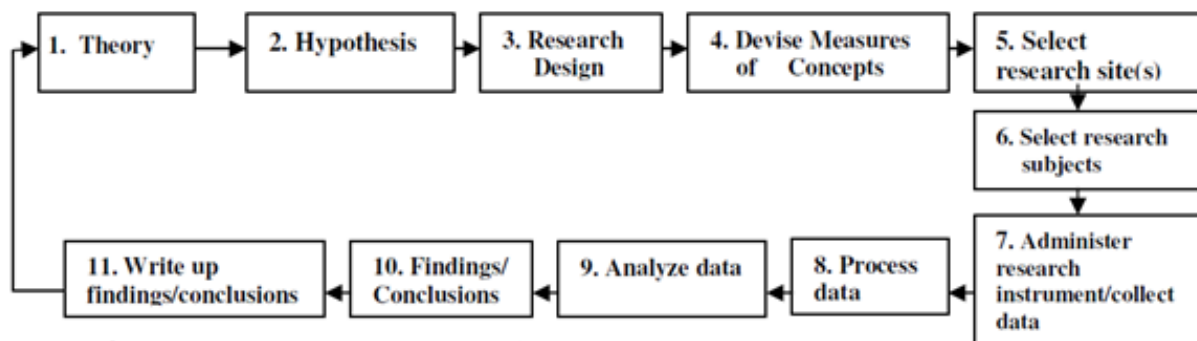 1. Theory
2. Hypothesis
3. Research
Design
4. Devise Measures
of Concepts
5. Select
research site(s)
6. Select research
subjects
7. Administer
research
instrument/collect
data
8. Process
data
9. Analyze data
10. Findings/
Conclusions
11. Write up
findings/conclusions